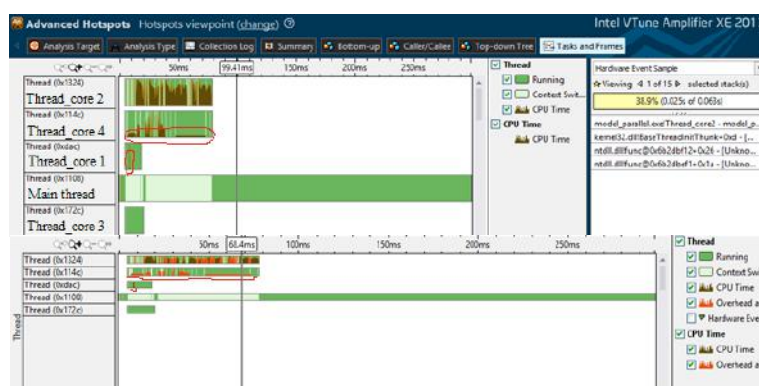 Advanced Hotspots Hotspots viewpoint (change)
Intel VTune Amplifier XE 201
Analysis Target Analysis Type Collection Log Summary Bottom-up Caller/Callee Top-down Tree Tasks and Frames
50ms 99.41ms 150ms 200ms 250ms
Thread (0x1324)
Thread_core 2
Thread (0x114c)
Thread_core 4
Thread (0xdac)
Thread_core 1
Thread (0x1108)
Main thread
Thread (0x172c)
Thread_core 3
Thread
Running
Context Swit...
CPU Time
CPU Time
CPU Time
Hardware Event Sample
Viewing 1 of 15 selected stack(s)
38.9% (0.025s of 0.063s)
model_parallel.exe!Thread_core2 - model_p...
kernel32.dll!BaseThreadInitThunk+0xd - [...
ntdll.dll!func@0x6b2dbf12+0x26 - [Unkno...
ntdll.dll!func@0x6b2dbef1+0x1a - [Unkno...
50ms 68.4ms 100ms 150ms 200ms 250ms
Thread
Thread (0x1324)
Thread (0x114c)
Thread (0xdac)
Thread (0x1108)
Thread (0x172c)
Thread
Running
Context Swi
CPU Time
Overhead a
Hardware Eve
CPU Time
CPU Time
Overhead a